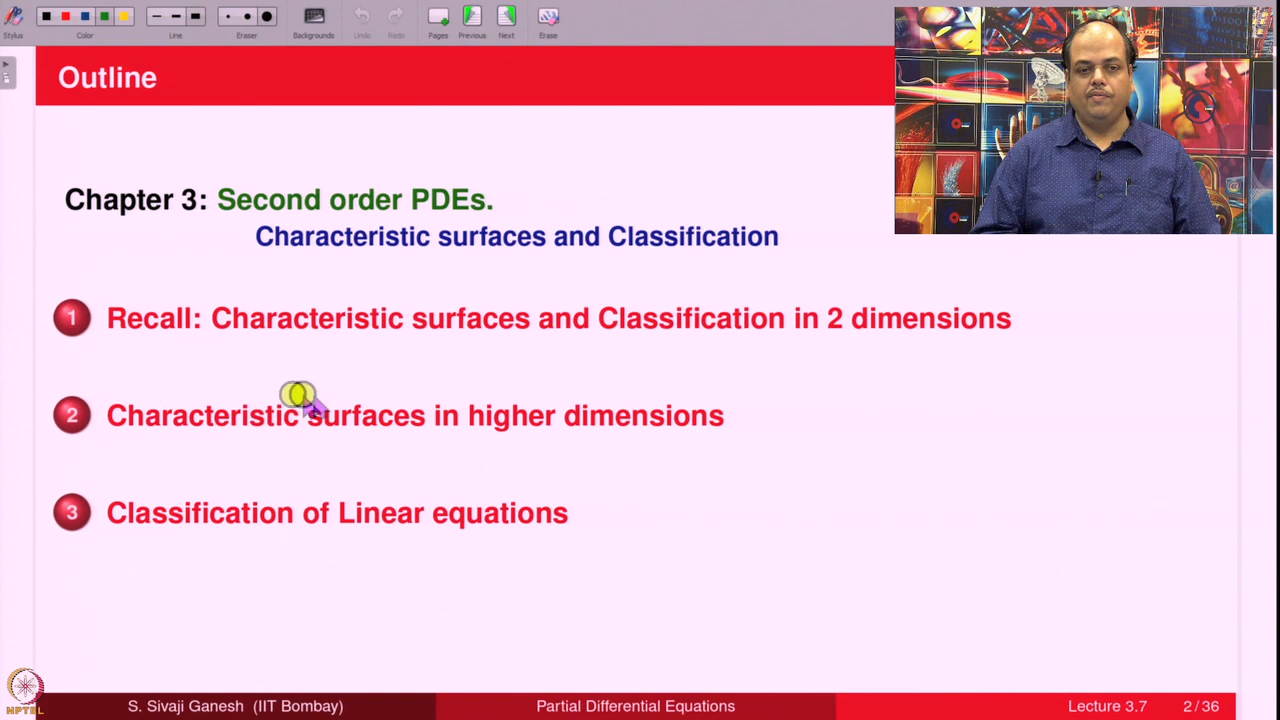 Stylus
Color
Line
Eraser
Backgrounds
Undo
Redo
Pages
Previous
Next
Erase
Outline
Chapter 3: Second order PDEs.
Characteristic surfaces and Classification
1 Recall: Characteristic surfaces and Classification in 2 dimensions
2 Characteristic surfaces in higher dimensions
3 Classification of Linear equations
NPTEL
S. Sivaji Ganesh (IIT Bombay)
Partial Differential Equations
Lecture 3.7
2 / 36